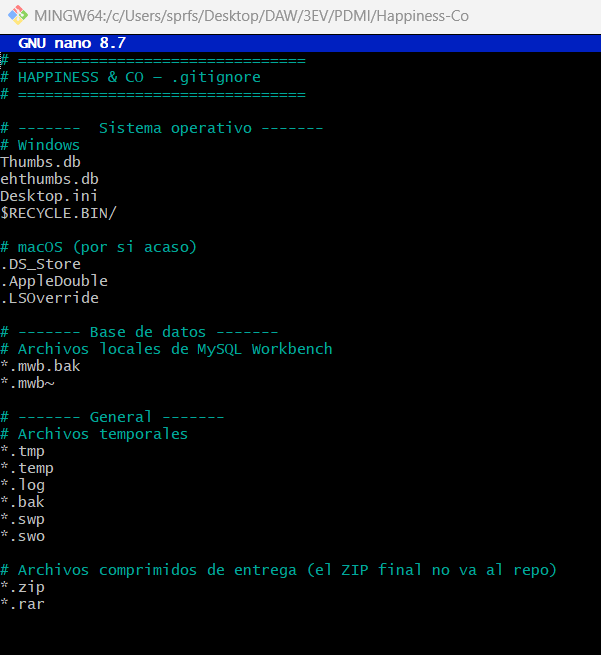 MINGW64:/c/Users/sprfs/Desktop/DAW/3EV/PDMI/Happiness-Co
GNU nano 8.7
# ================================
# HAPPINESS & CO — .gitignore
# ================================
# -------  Sistema operativo -------
# Windows
Thumbs.db
ehthumbs.db
Desktop.ini
$RECYCLE.BIN/
# macOS (por si acaso)
.DS_Store
.AppleDouble
.LSOverride
# ------- Base de datos -------
# Archivos locales de MySQL Workbench
*.mwb.bak
*.mwb~
# ------- General -------
# Archivos temporales
*.tmp
*.temp
*.log
*.bak
*.swp
*.swo
# Archivos comprimidos de entrega (el ZIP final no va al repo)
*.zip
*.rar